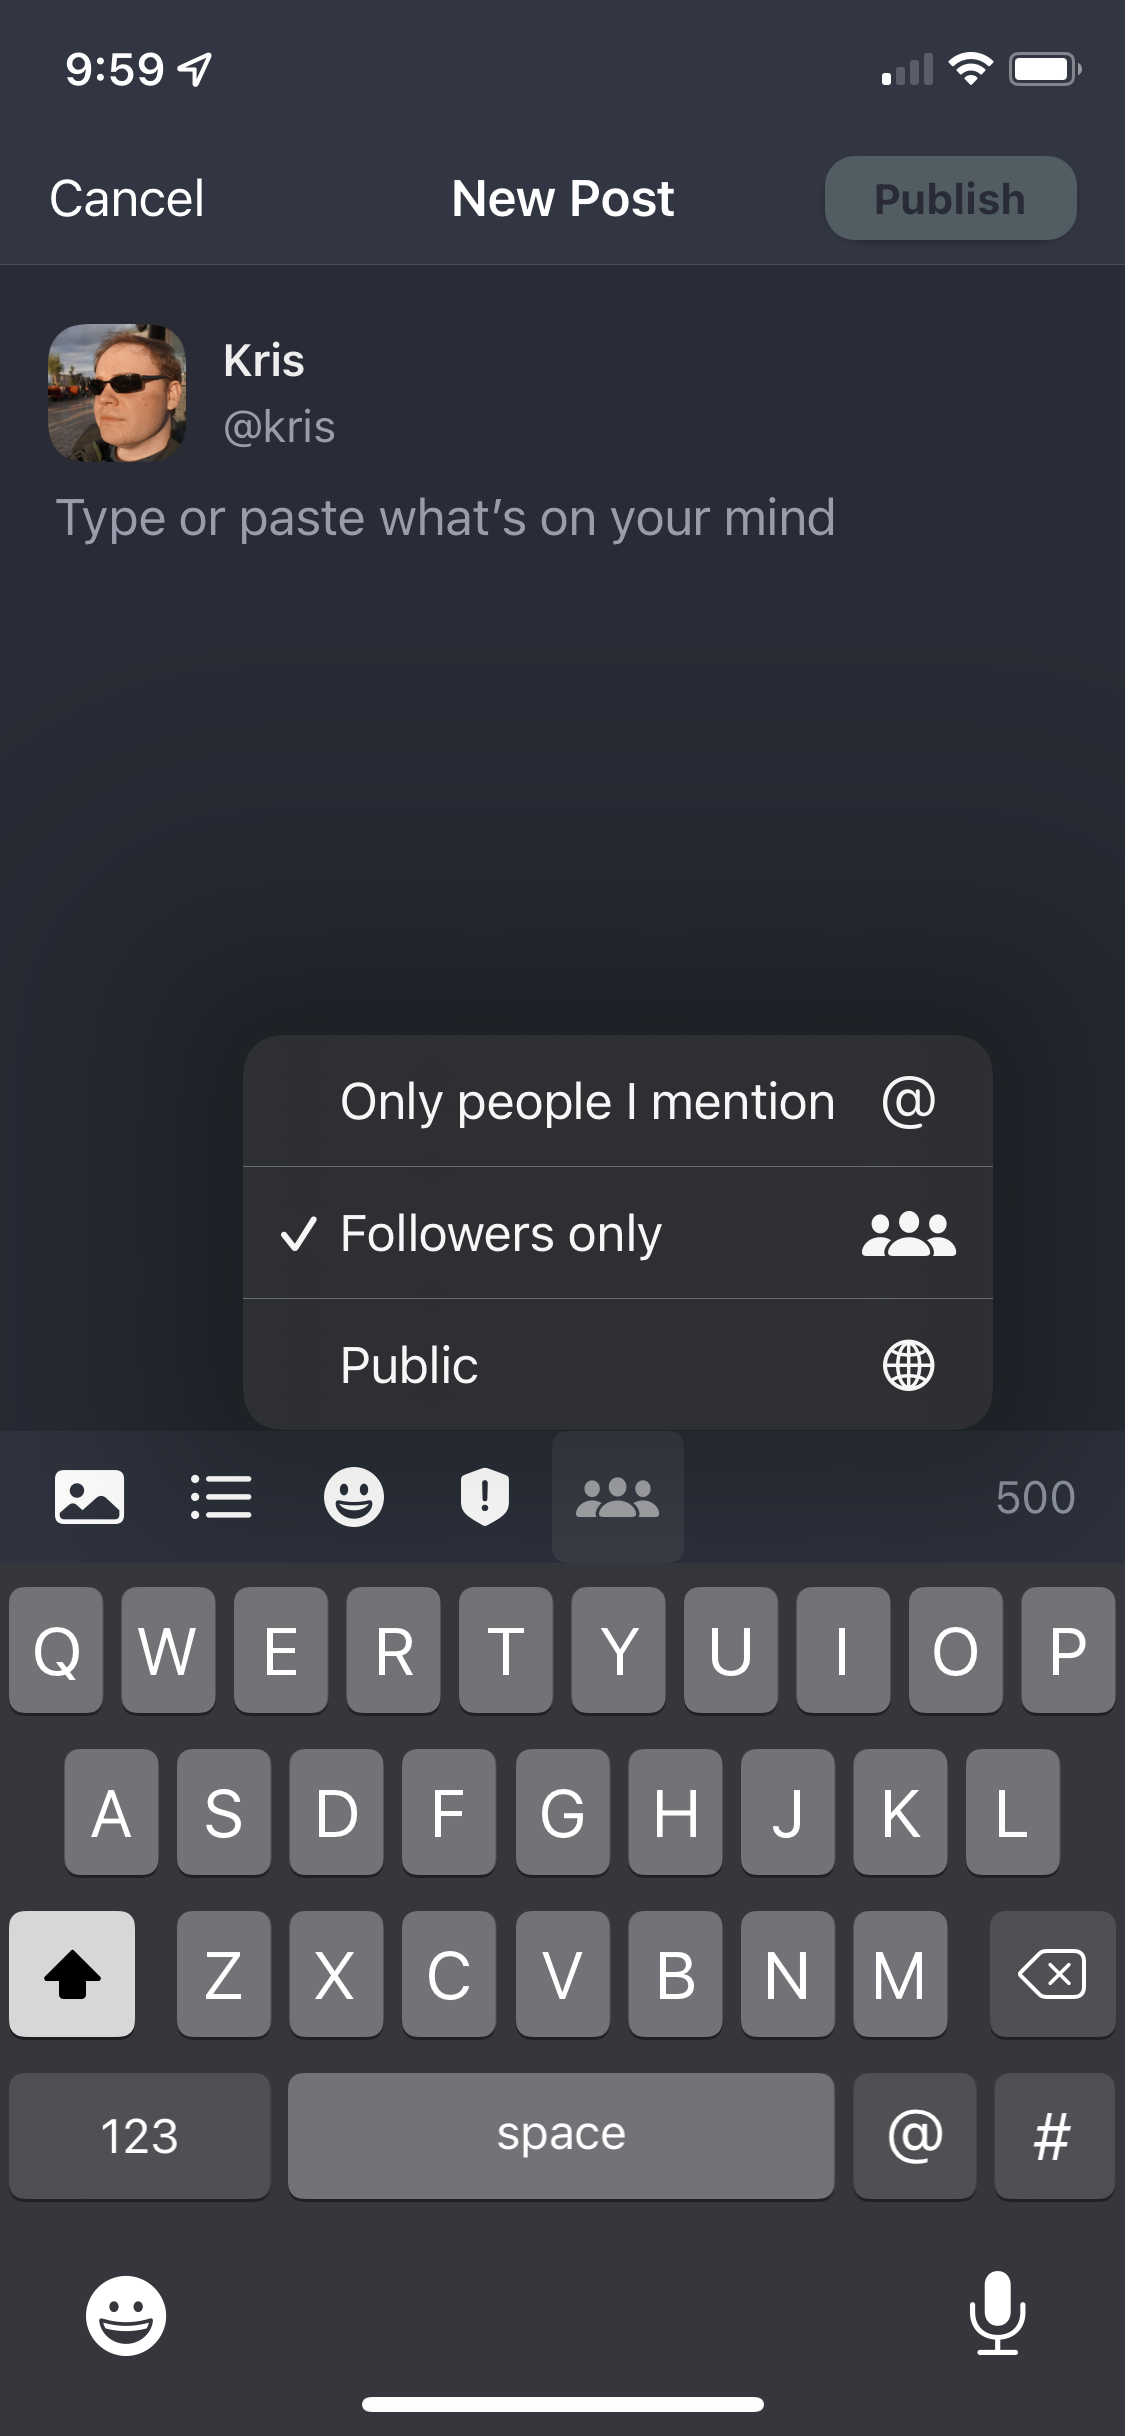 9:59
Cancel New Post Publish
Kris
@kris
Type or paste what’s on your mind
Only people I mention @
Followers only
Public
500
Q W E R T Y U I O P
A S D F G H J K L
Z X C V B N M
123 space @ #